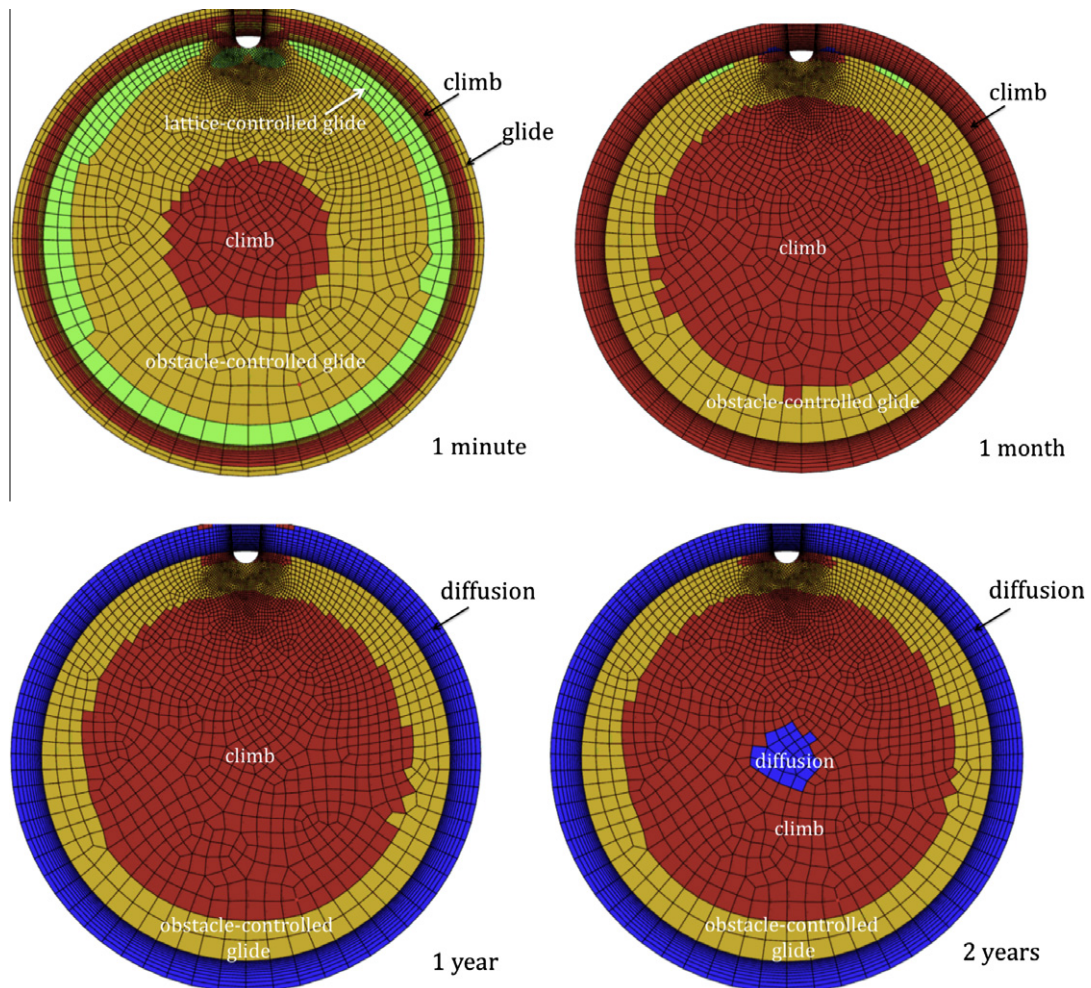 climb
lattice-controlled glide
glide
climb
obstacle-controlled glide
1 minute
climb
climb
obstacle-controlled glide
1 month
diffusion
climb
obstacle-controlled
glide
1 year
diffusion
diffusion
climb
obstacle-controlled
glide
2 years